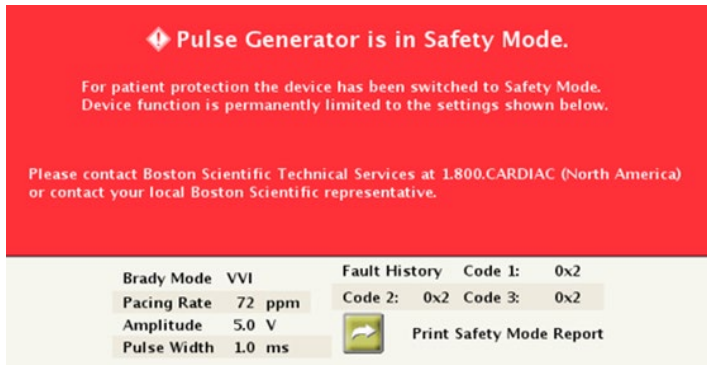 Pulse Generator is in Safety Mode.
For patient protection the device has been switched to Safety Mode.
Device function is permanently limited to the settings shown below.
Please contact Boston Scientific Technical Services at 1.800.CARDIAC (North America)
or contact your local Boston Scientific representative.
Brady Mode VVI
Pacing Rate 72 ppm
Amplitude 5.0 V
Pulse Width 1.0 ms
Fault History Code 1: 0x2
Code 2: 0x2 Code 3: 0x2
Print Safety Mode Report